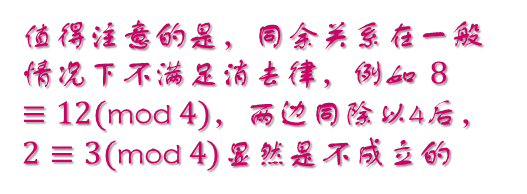 值得注意的是，同余关系在一般
情况下不满足消去律，例如 8
≡ 12(mod 4)，两边同除以4后，
2 ≡ 3(mod 4)显然是不成立的